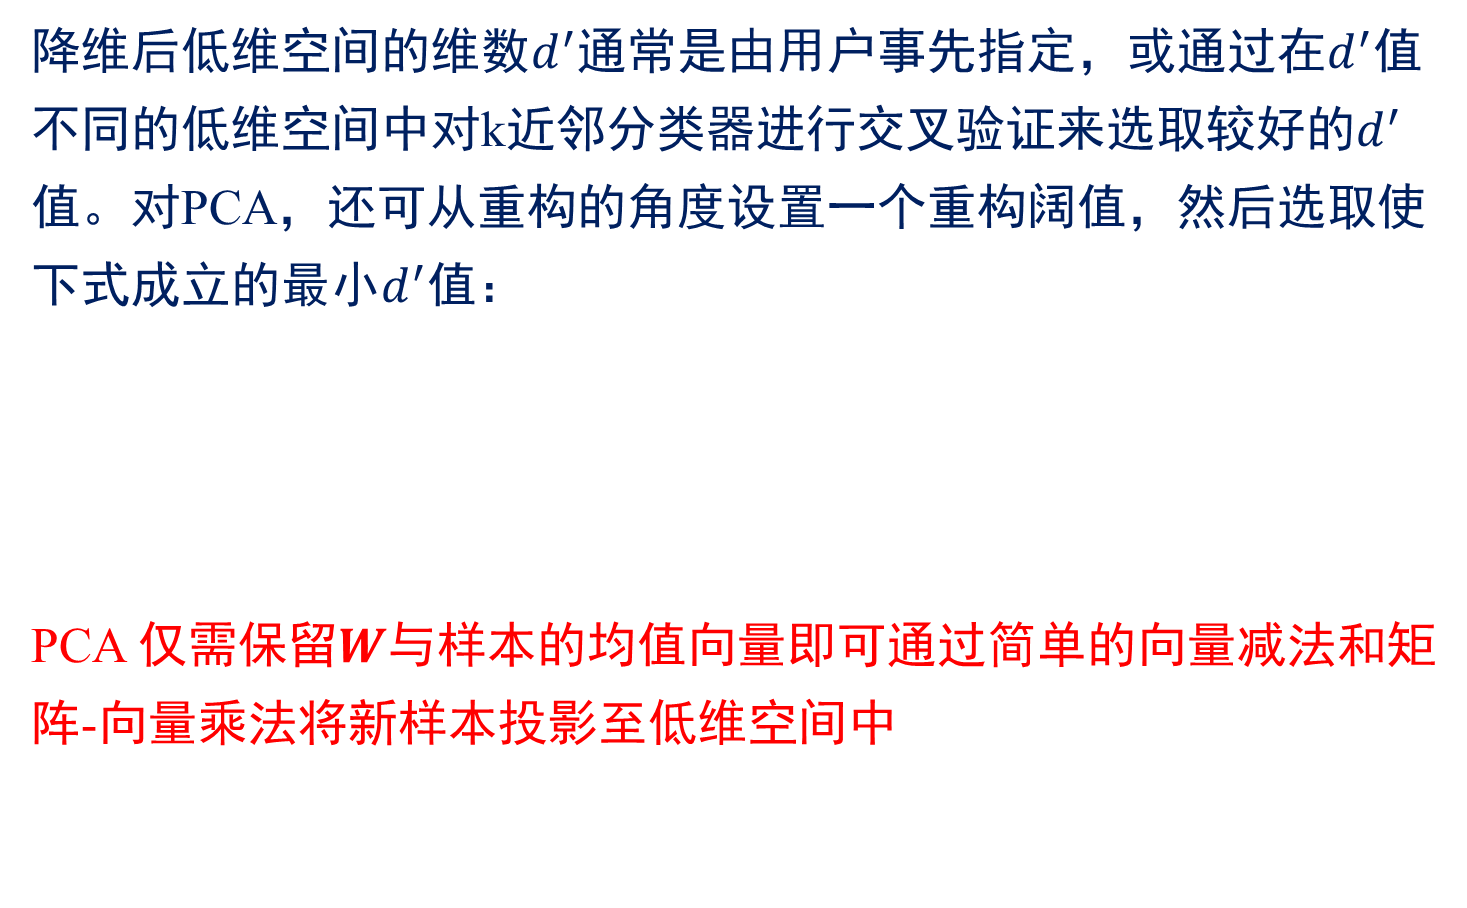 降维后低维空间的维数d′通常是由用户事先指定，或通过在d′值
不同的低维空间中对k近邻分类器进行交叉验证来选取较好的d′
值。对PCA，还可从重构的角度设置一个重构阔值，然后选取使
下式成立的最小d′值：
PCA 仅需保留W与样本的均值向量即可通过简单的向量减法和矩
阵-向量乘法将新样本投影至低维空间中